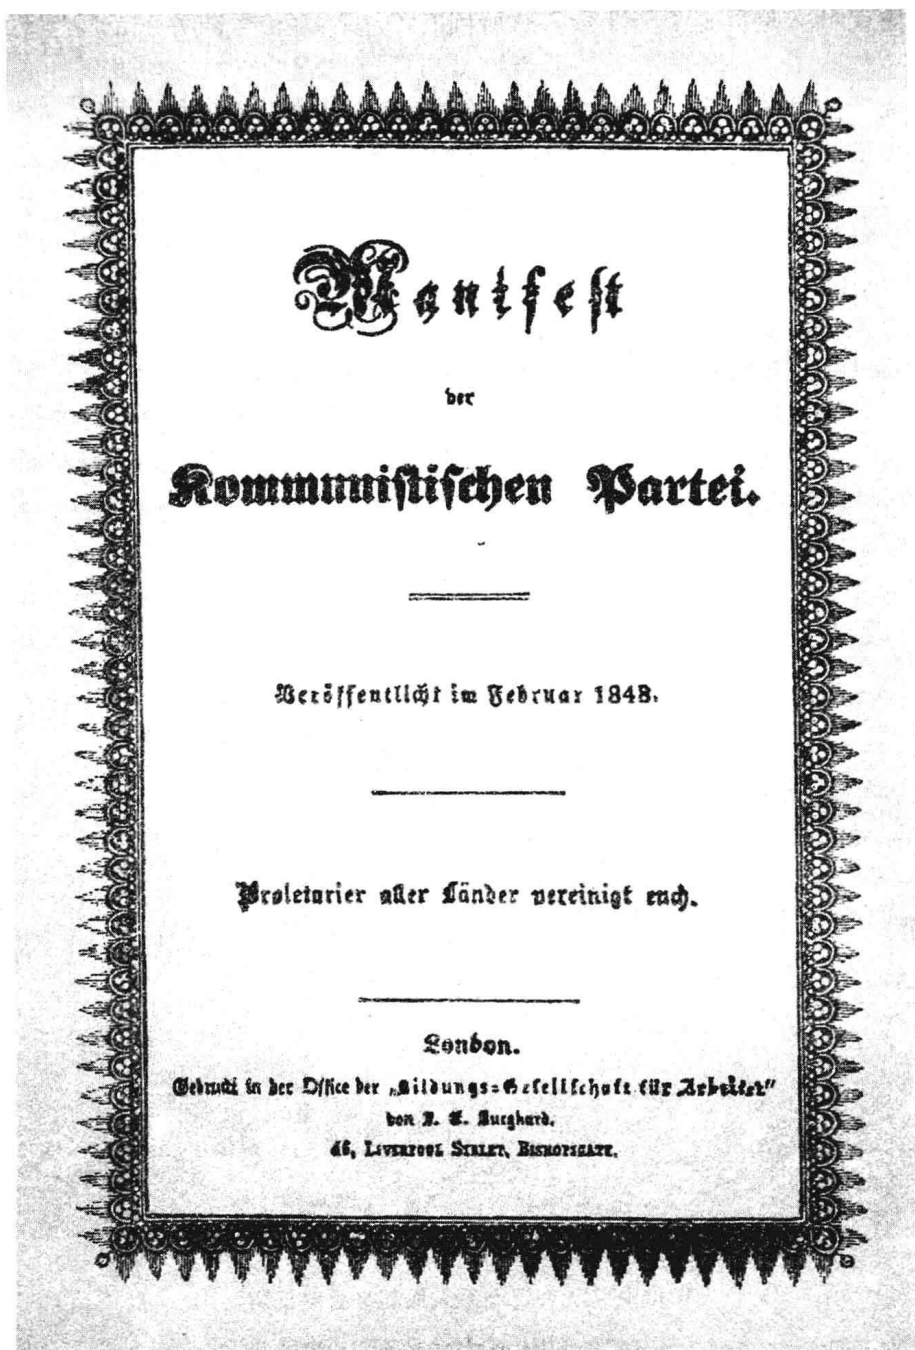 Manifest
der
Kommunistischen Partei.
Veröffentlicht im Februar 1848.
Proletarier aller Länder vereinigt euch.
London.
Gedruckt in der Office der „Bildungs=Gesellschaft für Arbeiter"
von J. E. Burghard.
46, LIVERPOOL STREET, BISHOPSGATE.